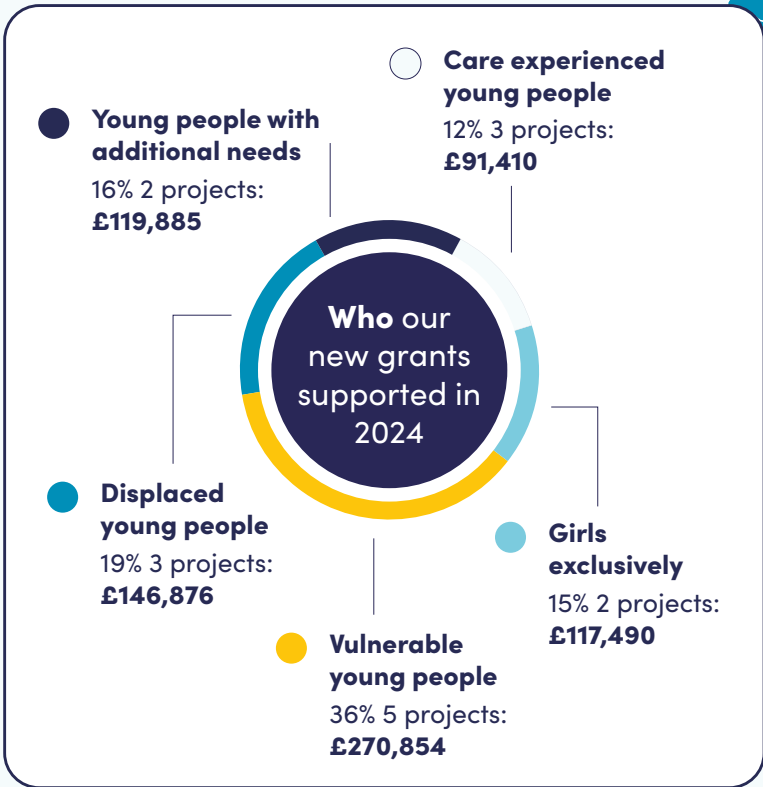 Care experienced
young people
12% 3 projects:
£91,410
Young people with
additional needs
16% 2 projects:
£119,885
Who our
new grants
supported in
2024
Displaced
young people
19% 3 projects:
£146,876
Girls
exclusively
15% 2 projects:
£117,490
Vulnerable
young people
36% 5 projects:
£270,854